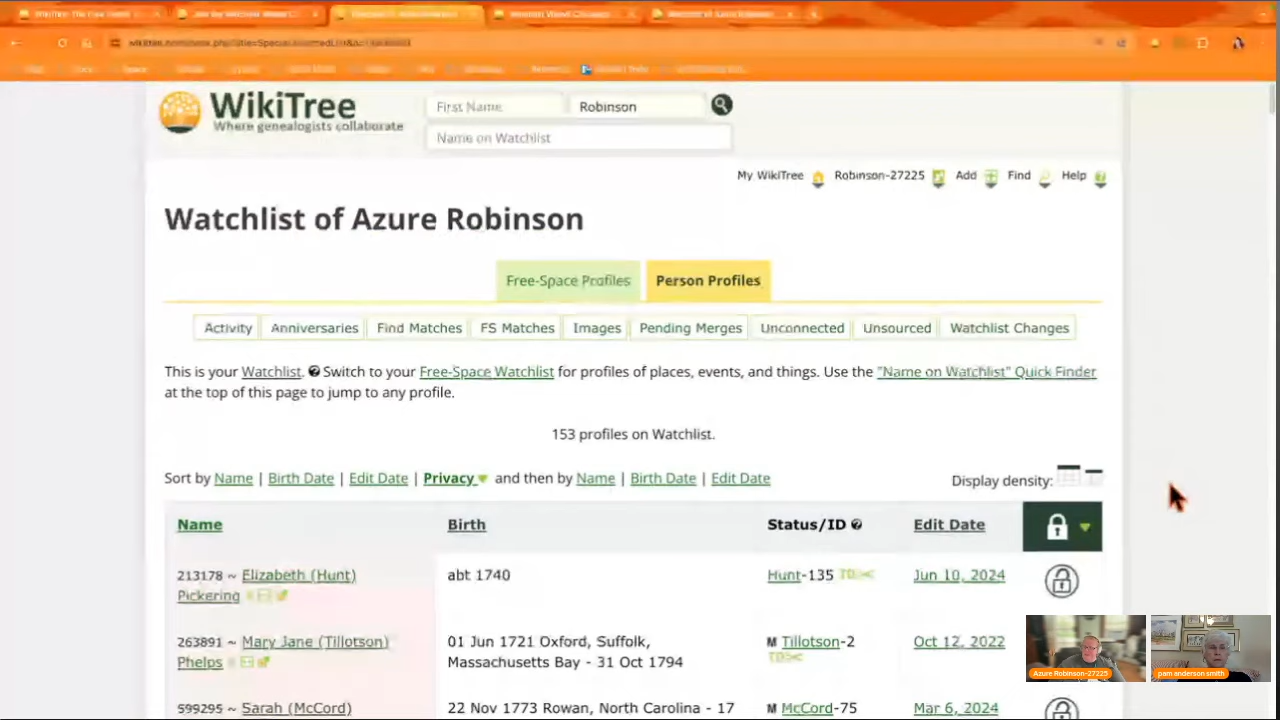 WikiTree
Where genealogists collaborate
First Name
Robinson
Name on Watchlist
My WikiTree
Robinson-27225
Add
Find
Help
Watchlist of Azure Robinson
Free-Space Profiles
Person Profiles
Activity
Anniversaries
Find Matches
FS Matches
Images
Pending Merges
Unconnected
Unsourced
Watchlist Changes
This is your Watchlist. Switch to your Free-Space Watchlist for profiles of places, events, and things. Use the "Name on Watchlist" Quick Finder
at the top of this page to jump to any profile.
153 profiles on Watchlist.
Sort by Name | Birth Date | Edit Date | Privacy and then by Name | Birth Date | Edit Date
Display density:
Name
Birth
Status/ID
Edit Date
213178 ~ Elizabeth (Hunt)
Pickering
abt 1740
Hunt-135
Jun 10, 2024
263891 ~ Mary Jane (Tillotson)
Phelps
01 Jun 1721 Oxford, Suffolk,
Massachusetts Bay - 31 Oct 1794
M Tillotson-2
Oct 12, 2022
599295 ~ Sarah (McCord)
22 Nov 1773 Rowan, North Carolina - 17
M McCord-75
Mar 6, 2024
Azure Robinson-27225
pam anderson smith